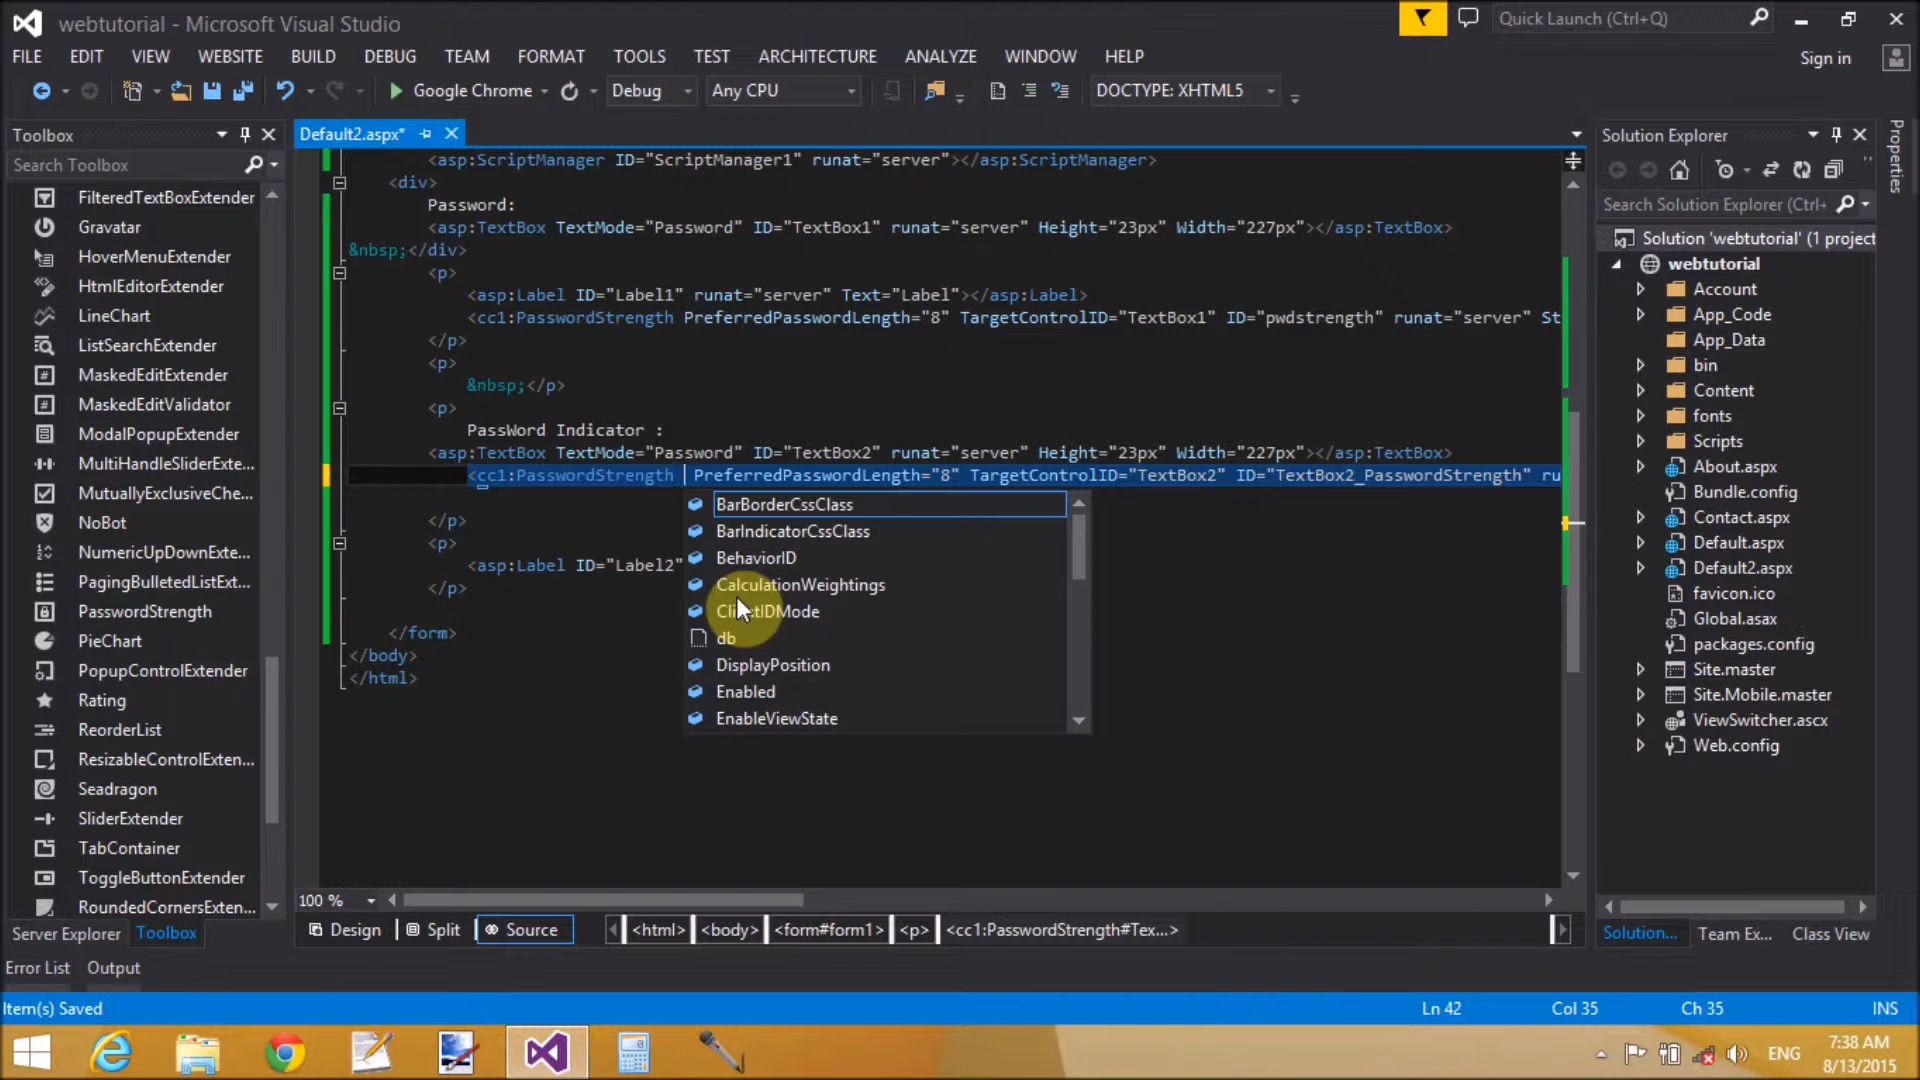 webtutorial - Microsoft Visual Studio
Quick Launch (Ctrl+Q)
FILE EDIT VIEW WEBSITE BUILD DEBUG TEAM FORMAT TOOLS TEST ARCHITECTURE ANALYZE WINDOW HELP
Sign in
Google Chrome Debug Any CPU DOCTYPE: XHTML5
Toolbox
Search Toolbox
FilteredTextBoxExtender
Gravatar
HoverMenuExtender
HtmlEditorExtender
LineChart
ListSearchExtender
MaskedEditExtender
MaskedEditValidator
ModalPopupExtender
MultiHandleSliderExte...
MutuallyExclusiveChe...
NoBot
NumericUpDownExte...
PagingBulletedListExt...
PasswordStrength
PieChart
PopupControlExtender
Rating
ReorderList
ResizableControlExten...
Seadragon
SliderExtender
TabContainer
ToggleButtonExtender
RoundedCornersExten...
Server Explorer Toolbox
Default2.aspx*
<asp:ScriptManager ID="ScriptManager1" runat="server"></asp:ScriptManager>
<div>
Password:
<asp:TextBox TextMode="Password" ID="TextBox1" runat="server" Height="23px" Width="227px"></asp:TextBox>
&nbsp;</div>
<p>
<asp:Label ID="Label1" runat="server" Text="Label"></asp:Label>
<cc1:PasswordStrength PreferredPasswordLength="8" TargetControlID="TextBox1" ID="pwdstrength" runat="server" St
</p>
<p>
&nbsp;</p>
<p>
PassWord Indicator :
<asp:TextBox TextMode="Password" ID="TextBox2" runat="server" Height="23px" Width="227px"></asp:TextBox>
<cc1:PasswordStrength PreferredPasswordLength="8" TargetControlID="TextBox2" ID="TextBox2_PasswordStrength" ru
</p>
<p>
<asp:Label ID="Label2"
</p>
</form>
</body>
</html>
BarBorderCssClass
BarIndicatorCssClass
BehaviorID
CalculationWeightings
ClientIDMode
db
DisplayPosition
Enabled
EnableViewState
100 %
Design Split Source <html> <body> <form#form1> <p> <cc1:PasswordStrength#Tex...>
Solution Explorer
Search Solution Explorer (Ctrl+
Solution 'webtutorial' (1 project
webtutorial
Account
App_Code
App_Data
bin
Content
fonts
Scripts
About.aspx
Bundle.config
Contact.aspx
Default.aspx
Default2.aspx
favicon.ico
Global.asax
packages.config
Site.master
Site.Mobile.master
ViewSwitcher.ascx
Web.config
Solution... Team Ex... Class View
Properties
Error List Output
Item(s) Saved
Ln 42 Col 35 Ch 35 INS
ENG
7:38 AM
8/13/2015